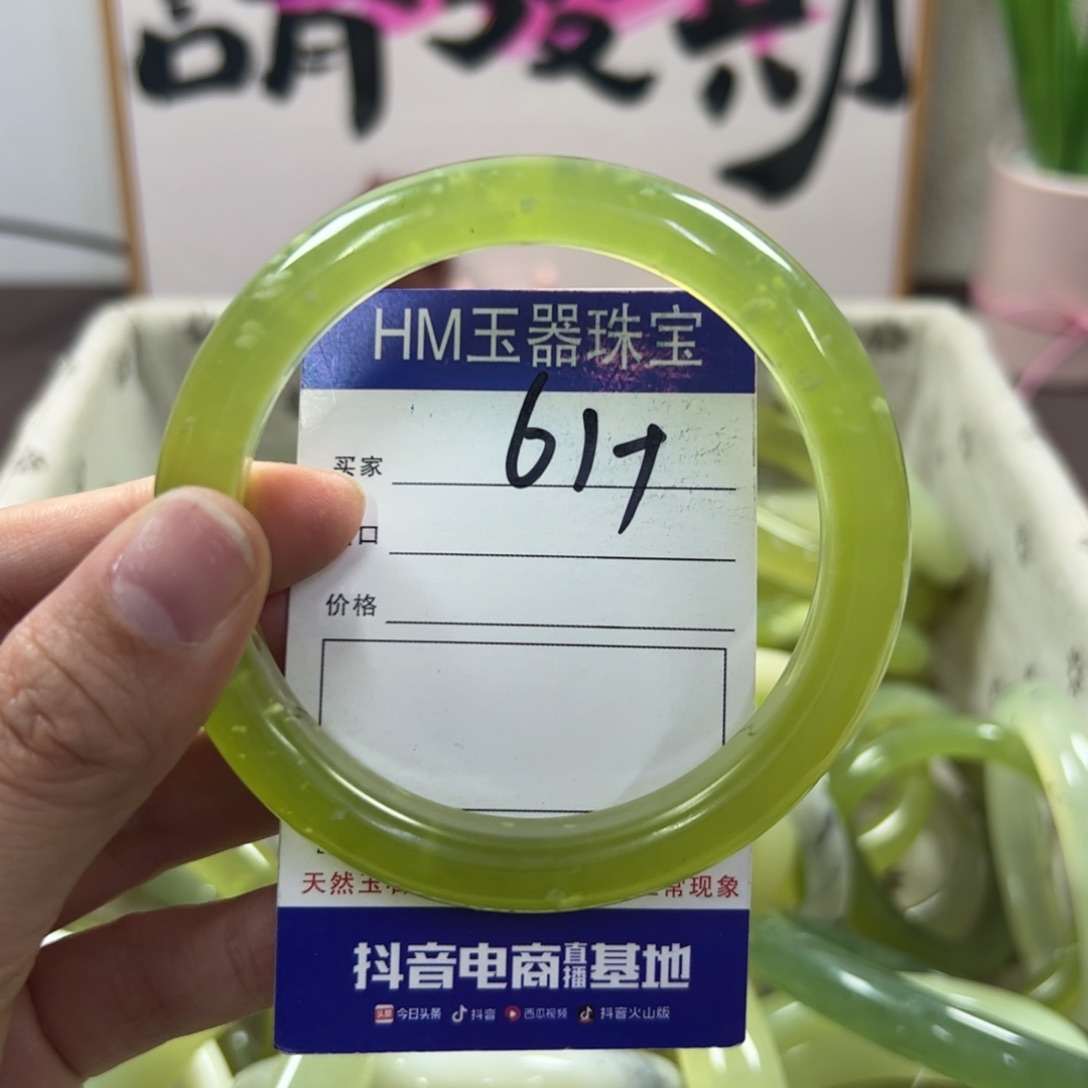 請
HM玉器珠宝
617
买家
口
价格
天然玉
常现象
抖音电商直播基地
今日头条 抖音 西瓜视频 抖音火山版